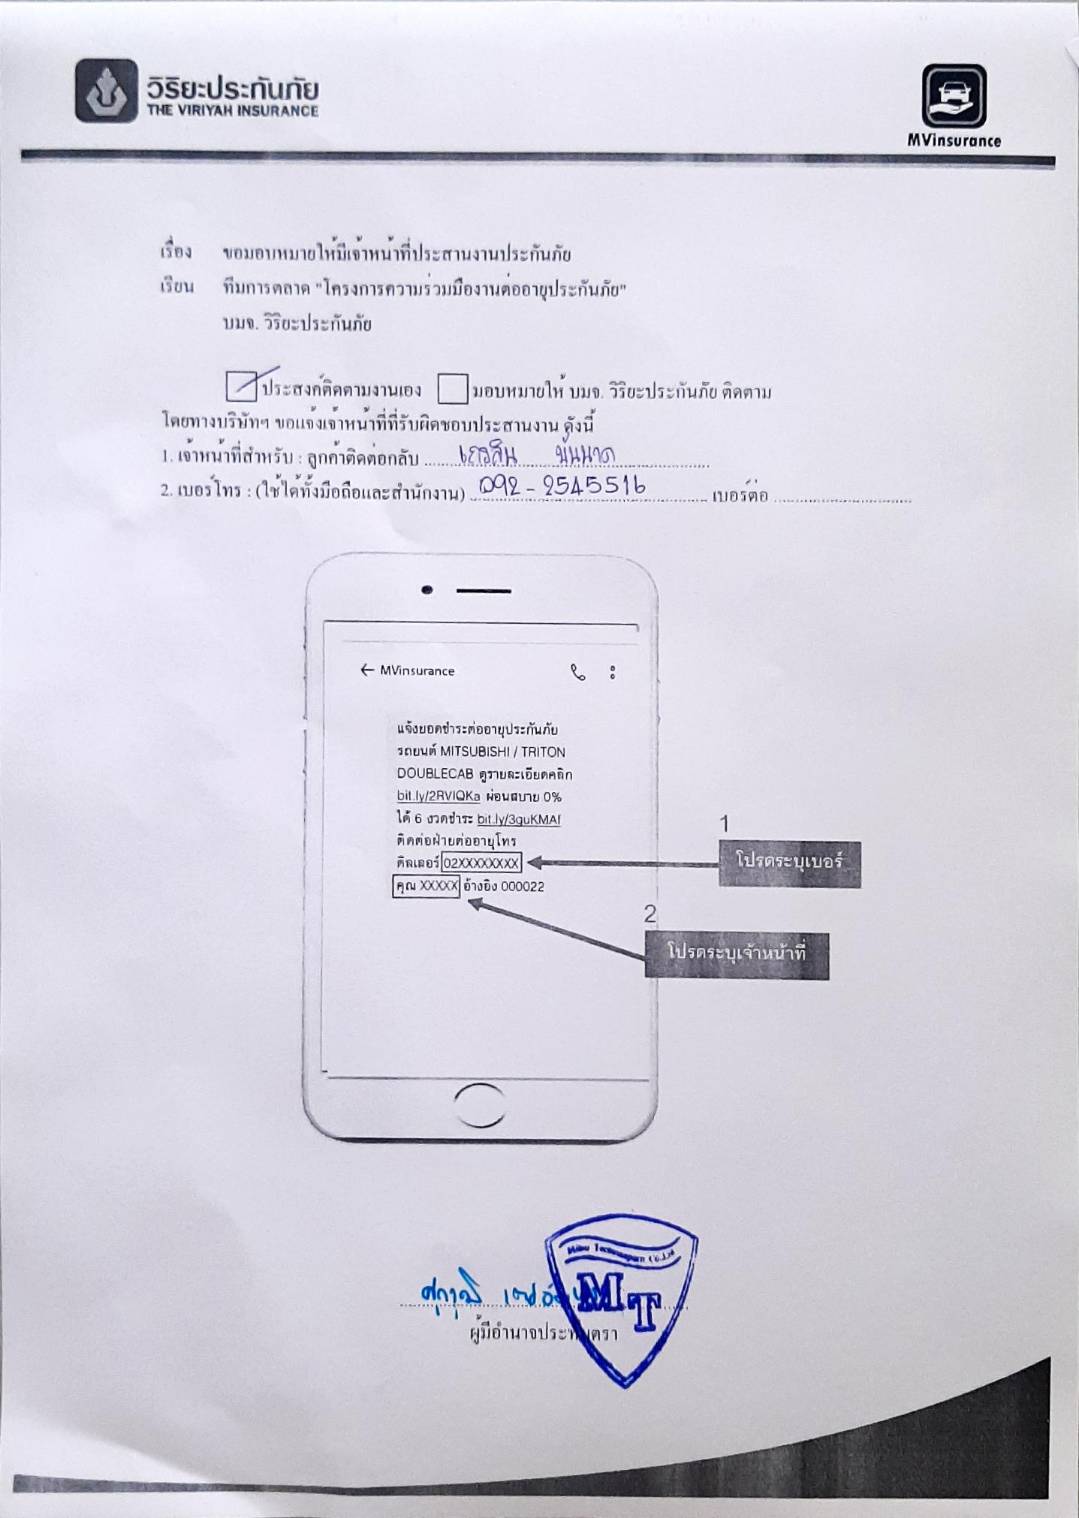 วิริยะประกันภัย
THE VIRIYAH INSURANCE
MVinsurance
เรื่อง ขอมอบหมายให้มีเจ้าหน้าที่ประสานงานประกันภัย
เรียน ทีมการตลาด "โครงการความร่วมมืองานต่ออายุประกันภัย"
บมจ. วิริยะประกันภัย
ประสงค์ติดตามงานเอง มอบหมายให้ บมจ. วิริยะประกันภัย ติดตาม
โดยทางบริษัทฯ ขอแจ้งเจ้าหน้าที่ที่รับผิดชอบประสานงาน ดังนี้
1. เจ้าหน้าที่สำหรับ : ลูกค้าติดต่อกลับ
2. เบอร์โทร : (ใช้ได้ทั้งมือถือและสำนักงาน) 092-2545516 เบอร์ต่อ
← MVinsurance
แจ้งยอดชำระต่ออายุประกันภัย
รถยนต์ MITSUBISHI / TRITON
DOUBLECAB ดูรายละเอียดคลิก
bit.ly/2RVIQKa ผ่อนสบาย 0%
ได้ 6 งวดชำระ bit.ly/3guKMAf
ติดต่อฝ่ายต่ออายุโทร
ดีลเลอร์ 02XXXXXXXX
คุณ XXXXX อ้างอิง 000022
1
โปรดระบุเบอร์
2
โปรดระบุเจ้าหน้าที่
MT
ผู้มีอำนาจประทับตรา